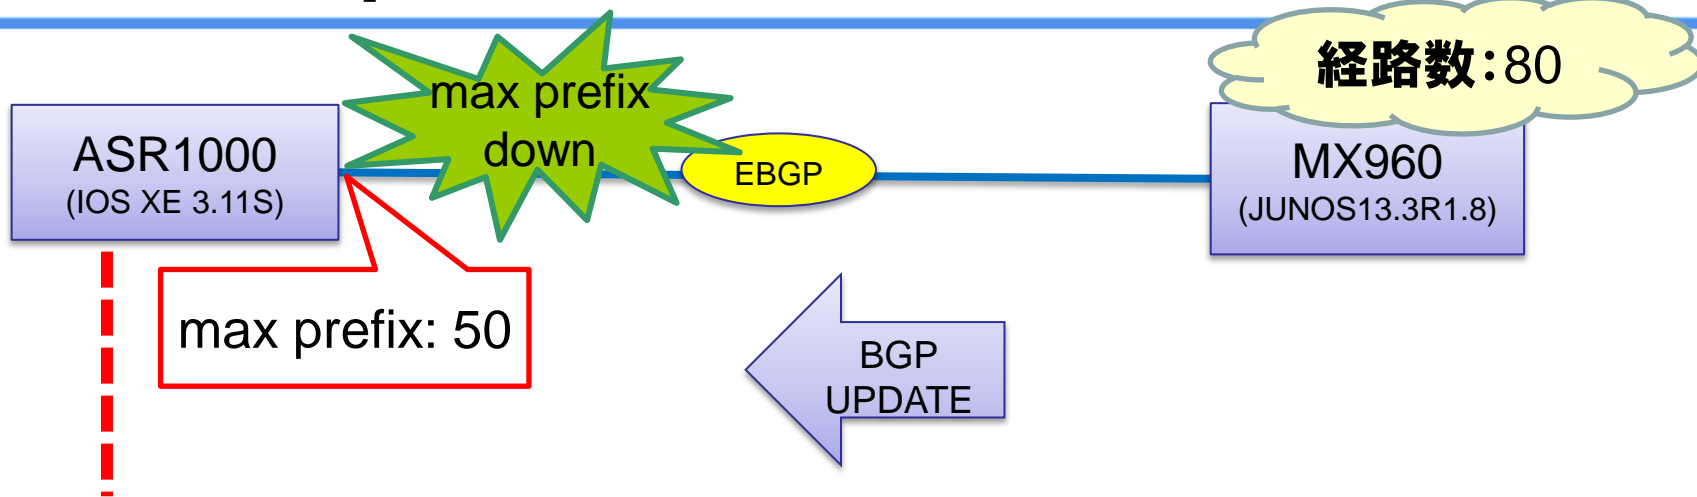 経路数：80
max prefix
down
ASR1000
(IOS XE 3.11S)
EBGP
MX960
(JUNOS13.3R1.8)
max prefix: 50
BGP
UPDATE